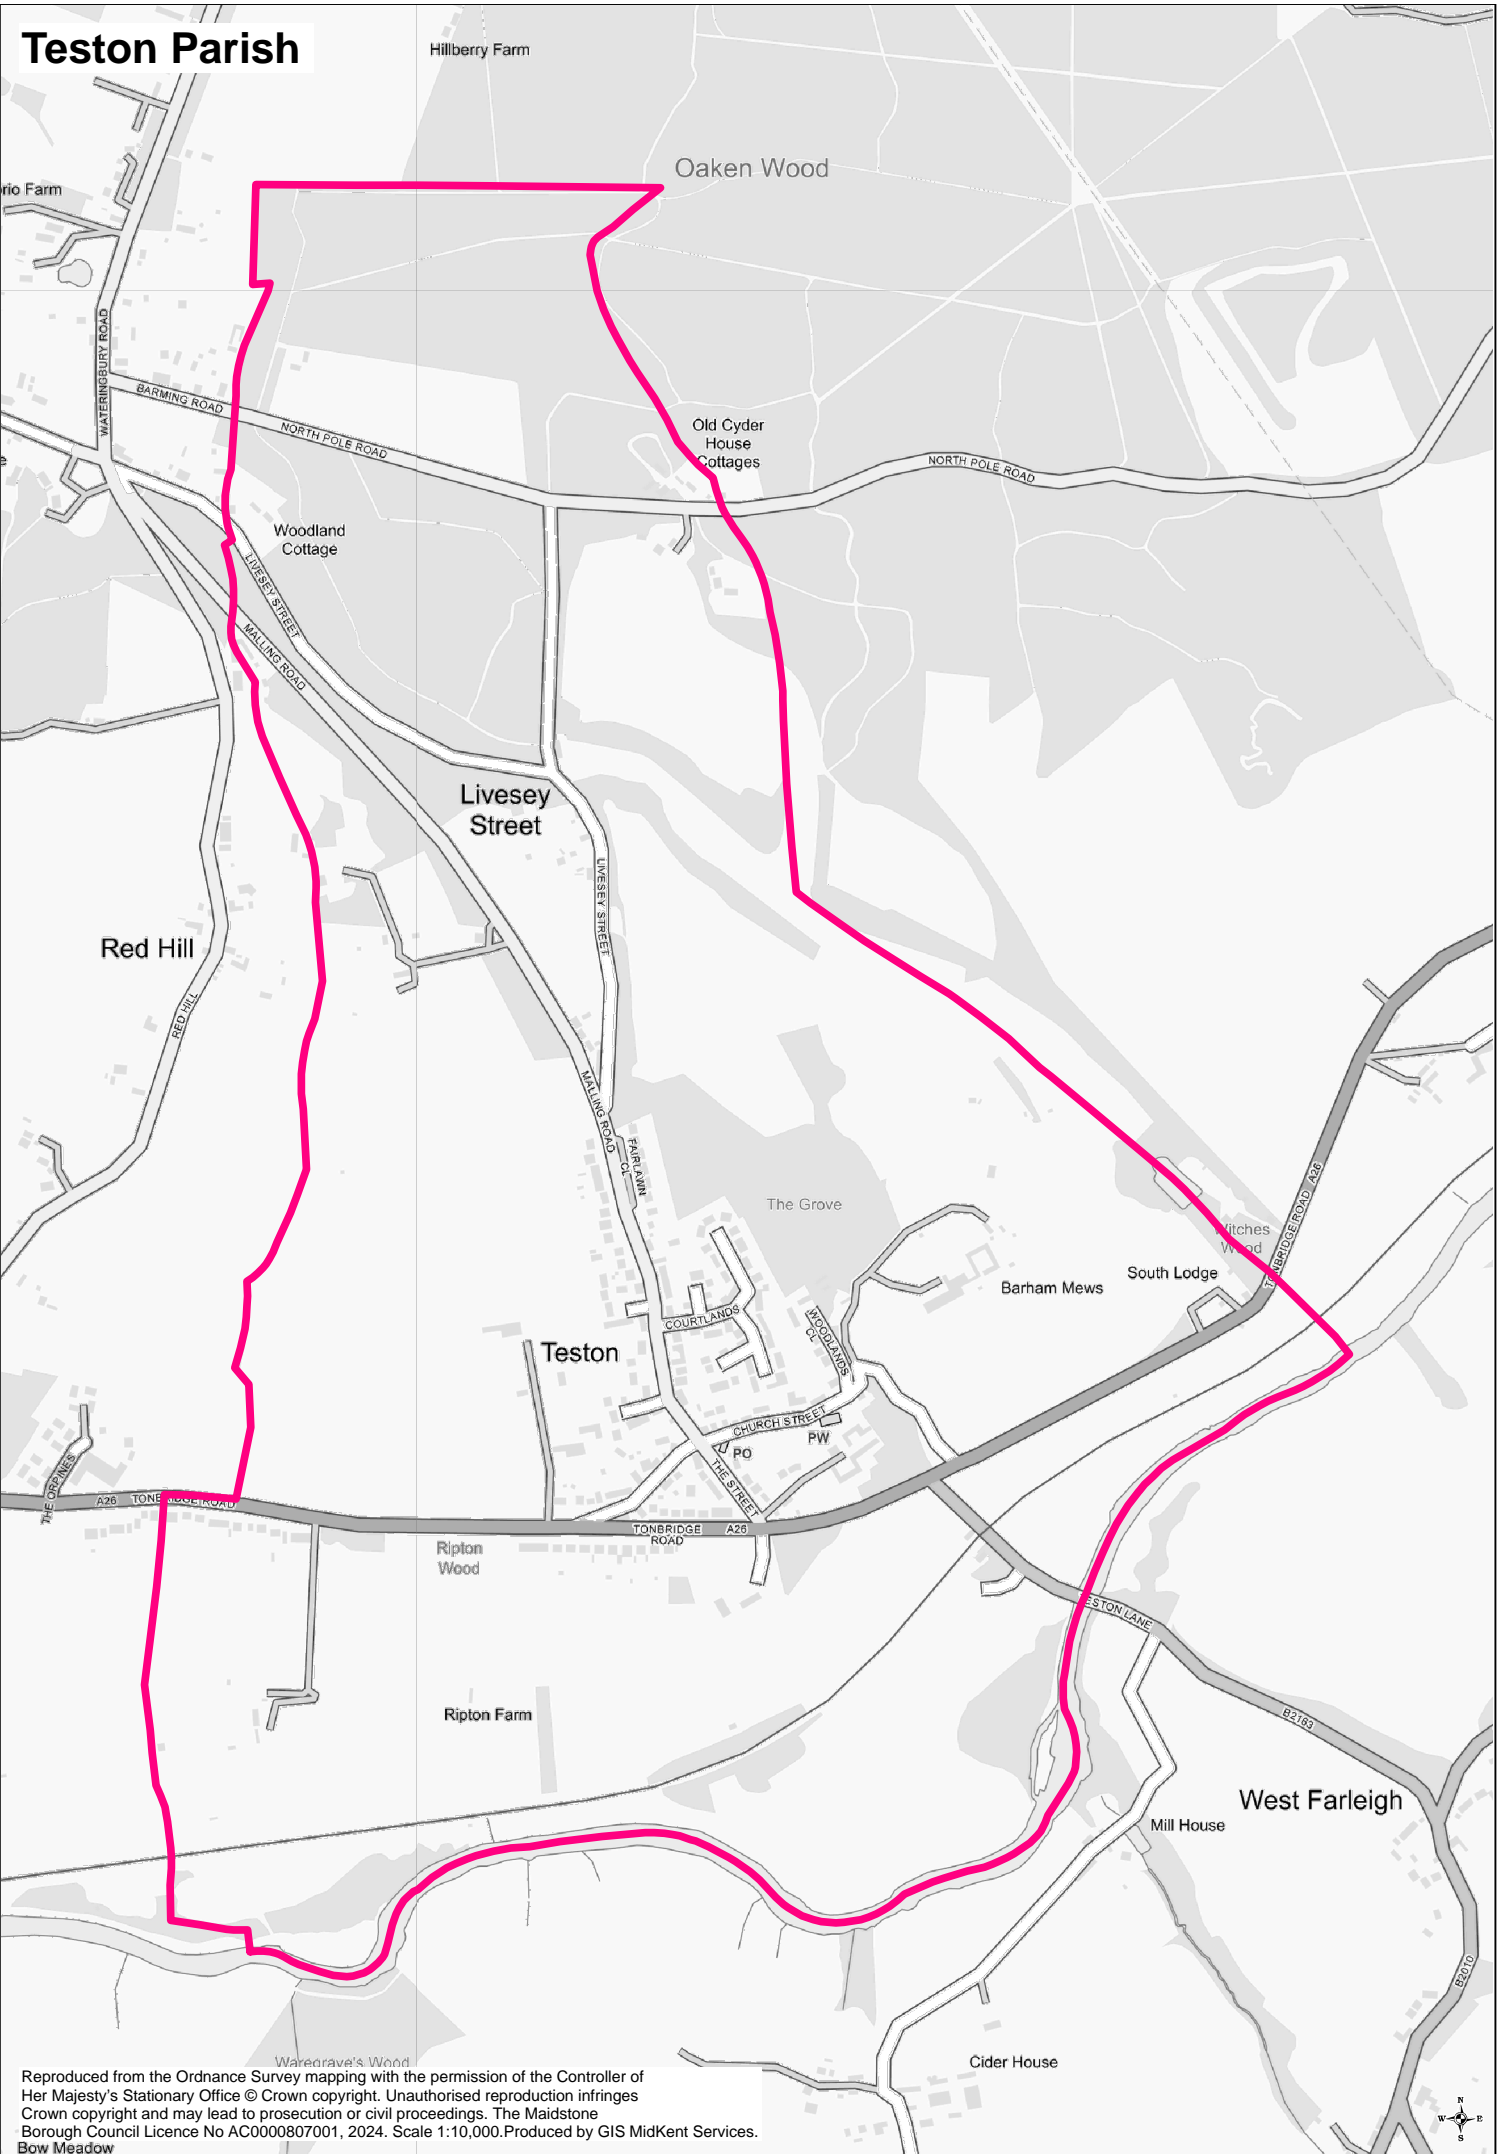 Teston Parish
Hillberry Farm
Oaken Wood
Farm
WATERINGBURY ROAD
BARMING ROAD
NORTH POLE ROAD
Old Cyder
House
Cottages
NORTH POLE ROAD
Woodland
Cottage
LIVESEY STREET
MALLING ROAD
Livesey
Street
LIVESEY STREET
Red Hill
RED HILL
MALLING ROAD
FAIRLAWN
CL
The Grove
TONBRIDGE ROAD A26
Witches
Wood
South Lodge
Barham Mews
COURTLANDS
WOODLANDS
CL
Teston
CHURCH STREET
PW
PO
THE STREET
THE ORPINES
A26 TONBRIDGE ROAD
TONBRIDGE
ROAD
A26
Ripton
Wood
ESTON LANE
Ripton Farm
B2163
West Farleigh
Mill House
B2010
Cider House
Waregrave's Wood
Reproduced from the Ordnance Survey mapping with the permission of the Controller of
Her Majesty's Stationary Office © Crown copyright. Unauthorised reproduction infringes
Crown copyright and may lead to prosecution or civil proceedings. The Maidstone
Borough Council Licence No AC0000807001, 2024. Scale 1:10,000.Produced by GIS MidKent Services.
Bow Meadow
N
W E
S